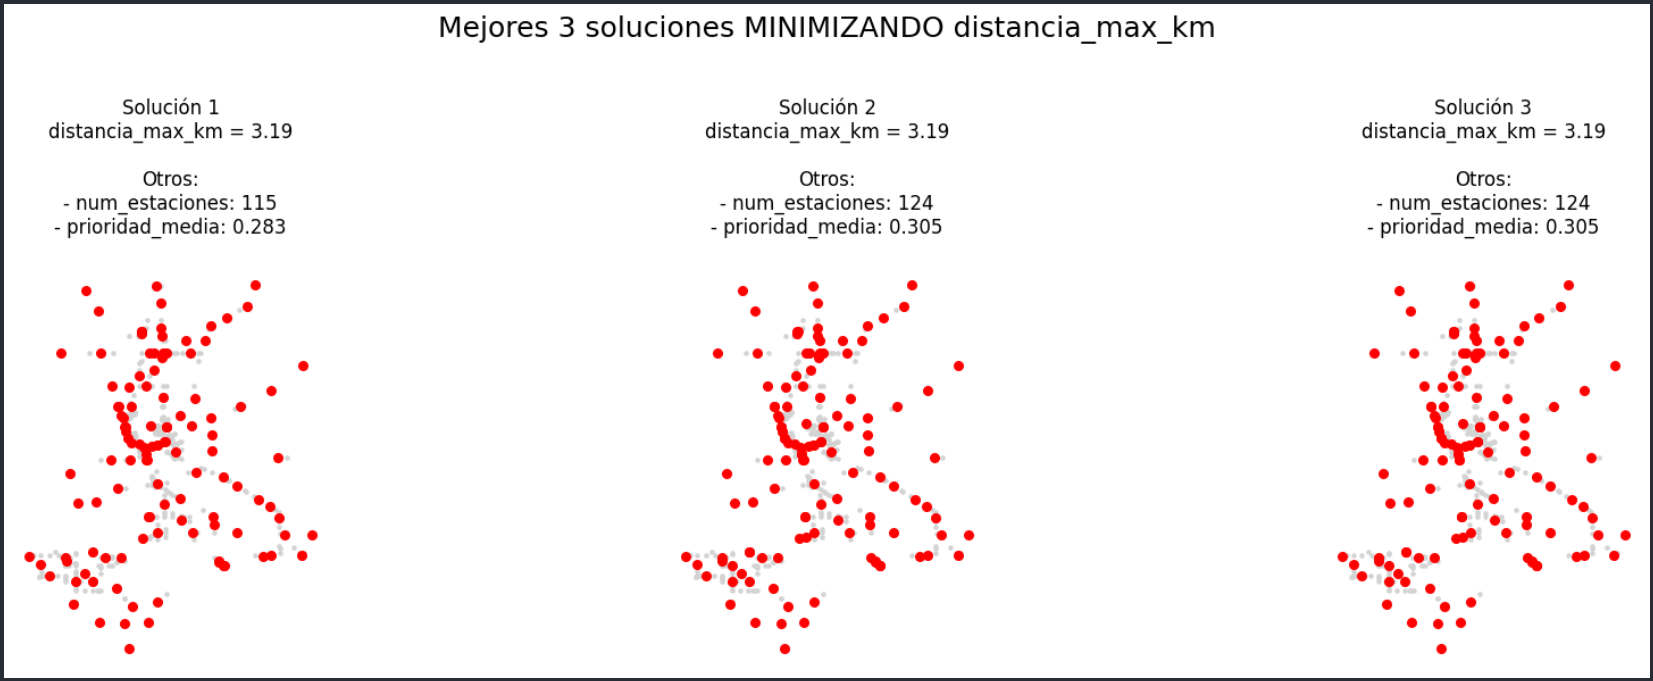 Mejores 3 soluciones MINIMIZANDO distancia_max_km
Solución 1
distancia_max_km = 3.19
Otros:
- num_estaciones: 115
- prioridad_media: 0.283
Solución 2
distancia_max_km = 3.19
Otros:
- num_estaciones: 124
- prioridad_media: 0.305
Solución 3
distancia_max_km = 3.19
Otros:
- num_estaciones: 124
- prioridad_media: 0.305